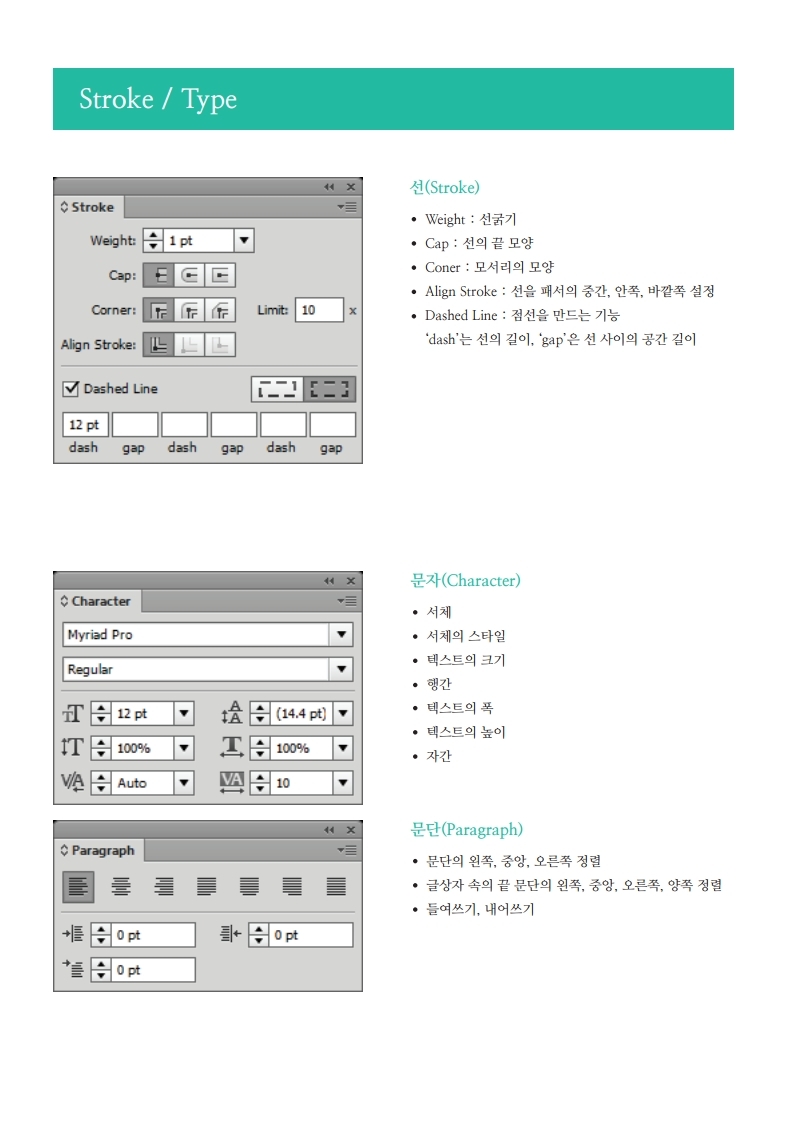 Stroke / Type
Stroke
Weight: 1 pt
Cap:
Corner: Limit: 10 x
Align Stroke:
Dashed Line
12 pt
dash gap dash gap dash gap
선(Stroke)
• Weight : 선굵기
• Cap : 선의 끝 모양
• Coner : 모서리의 모양
• Align Stroke : 선을 패서의 중간, 안쪽, 바깥쪽 설정
• Dashed Line : 점선을 만드는 기능
‘dash’는 선의 길이, ‘gap’은 선 사이의 공간 길이
Character
Myriad Pro
Regular
12 pt (14.4 pt)
100% 100%
Auto 10
문자(Character)
• 서체
• 서체의 스타일
• 텍스트의 크기
• 행간
• 텍스트의 폭
• 텍스트의 높이
• 자간
Paragraph
0 pt 0 pt
0 pt
문단(Paragraph)
• 문단의 왼쪽, 중앙, 오른쪽 정렬
• 글상자 속의 끝 문단의 왼쪽, 중앙, 오른쪽, 양쪽 정렬
• 들여쓰기, 내어쓰기